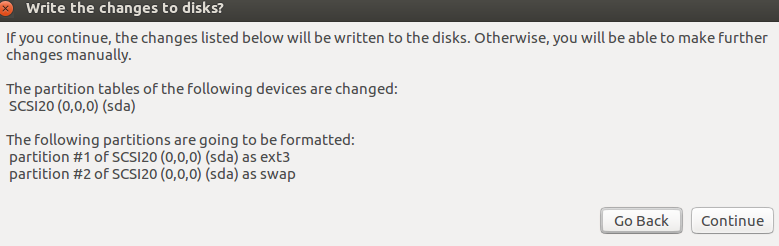 Write the changes to disks?
If you continue, the changes listed below will be written to the disks. Otherwise, you will be able to make further
changes manually.
The partition tables of the following devices are changed:
SCSI20 (0,0,0) (sda)
The following partitions are going to be formatted:
partition #1 of SCSI20 (0,0,0) (sda) as ext3
partition #2 of SCSI20 (0,0,0) (sda) as swap
Go Back Continue